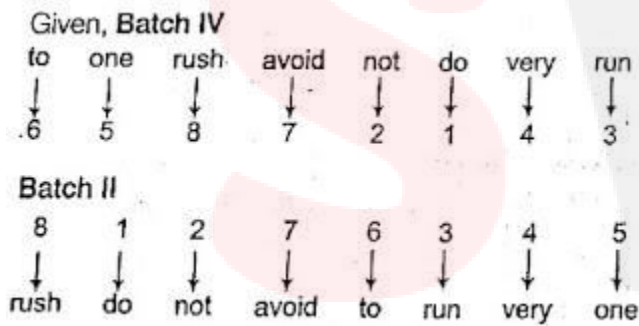 Given, Batch IV
to one rush avoid not do very run
6 5 8 7 2 1 4 3
Batch II
8 1 2 7 6 3 4 5
rush do not avoid to run very one